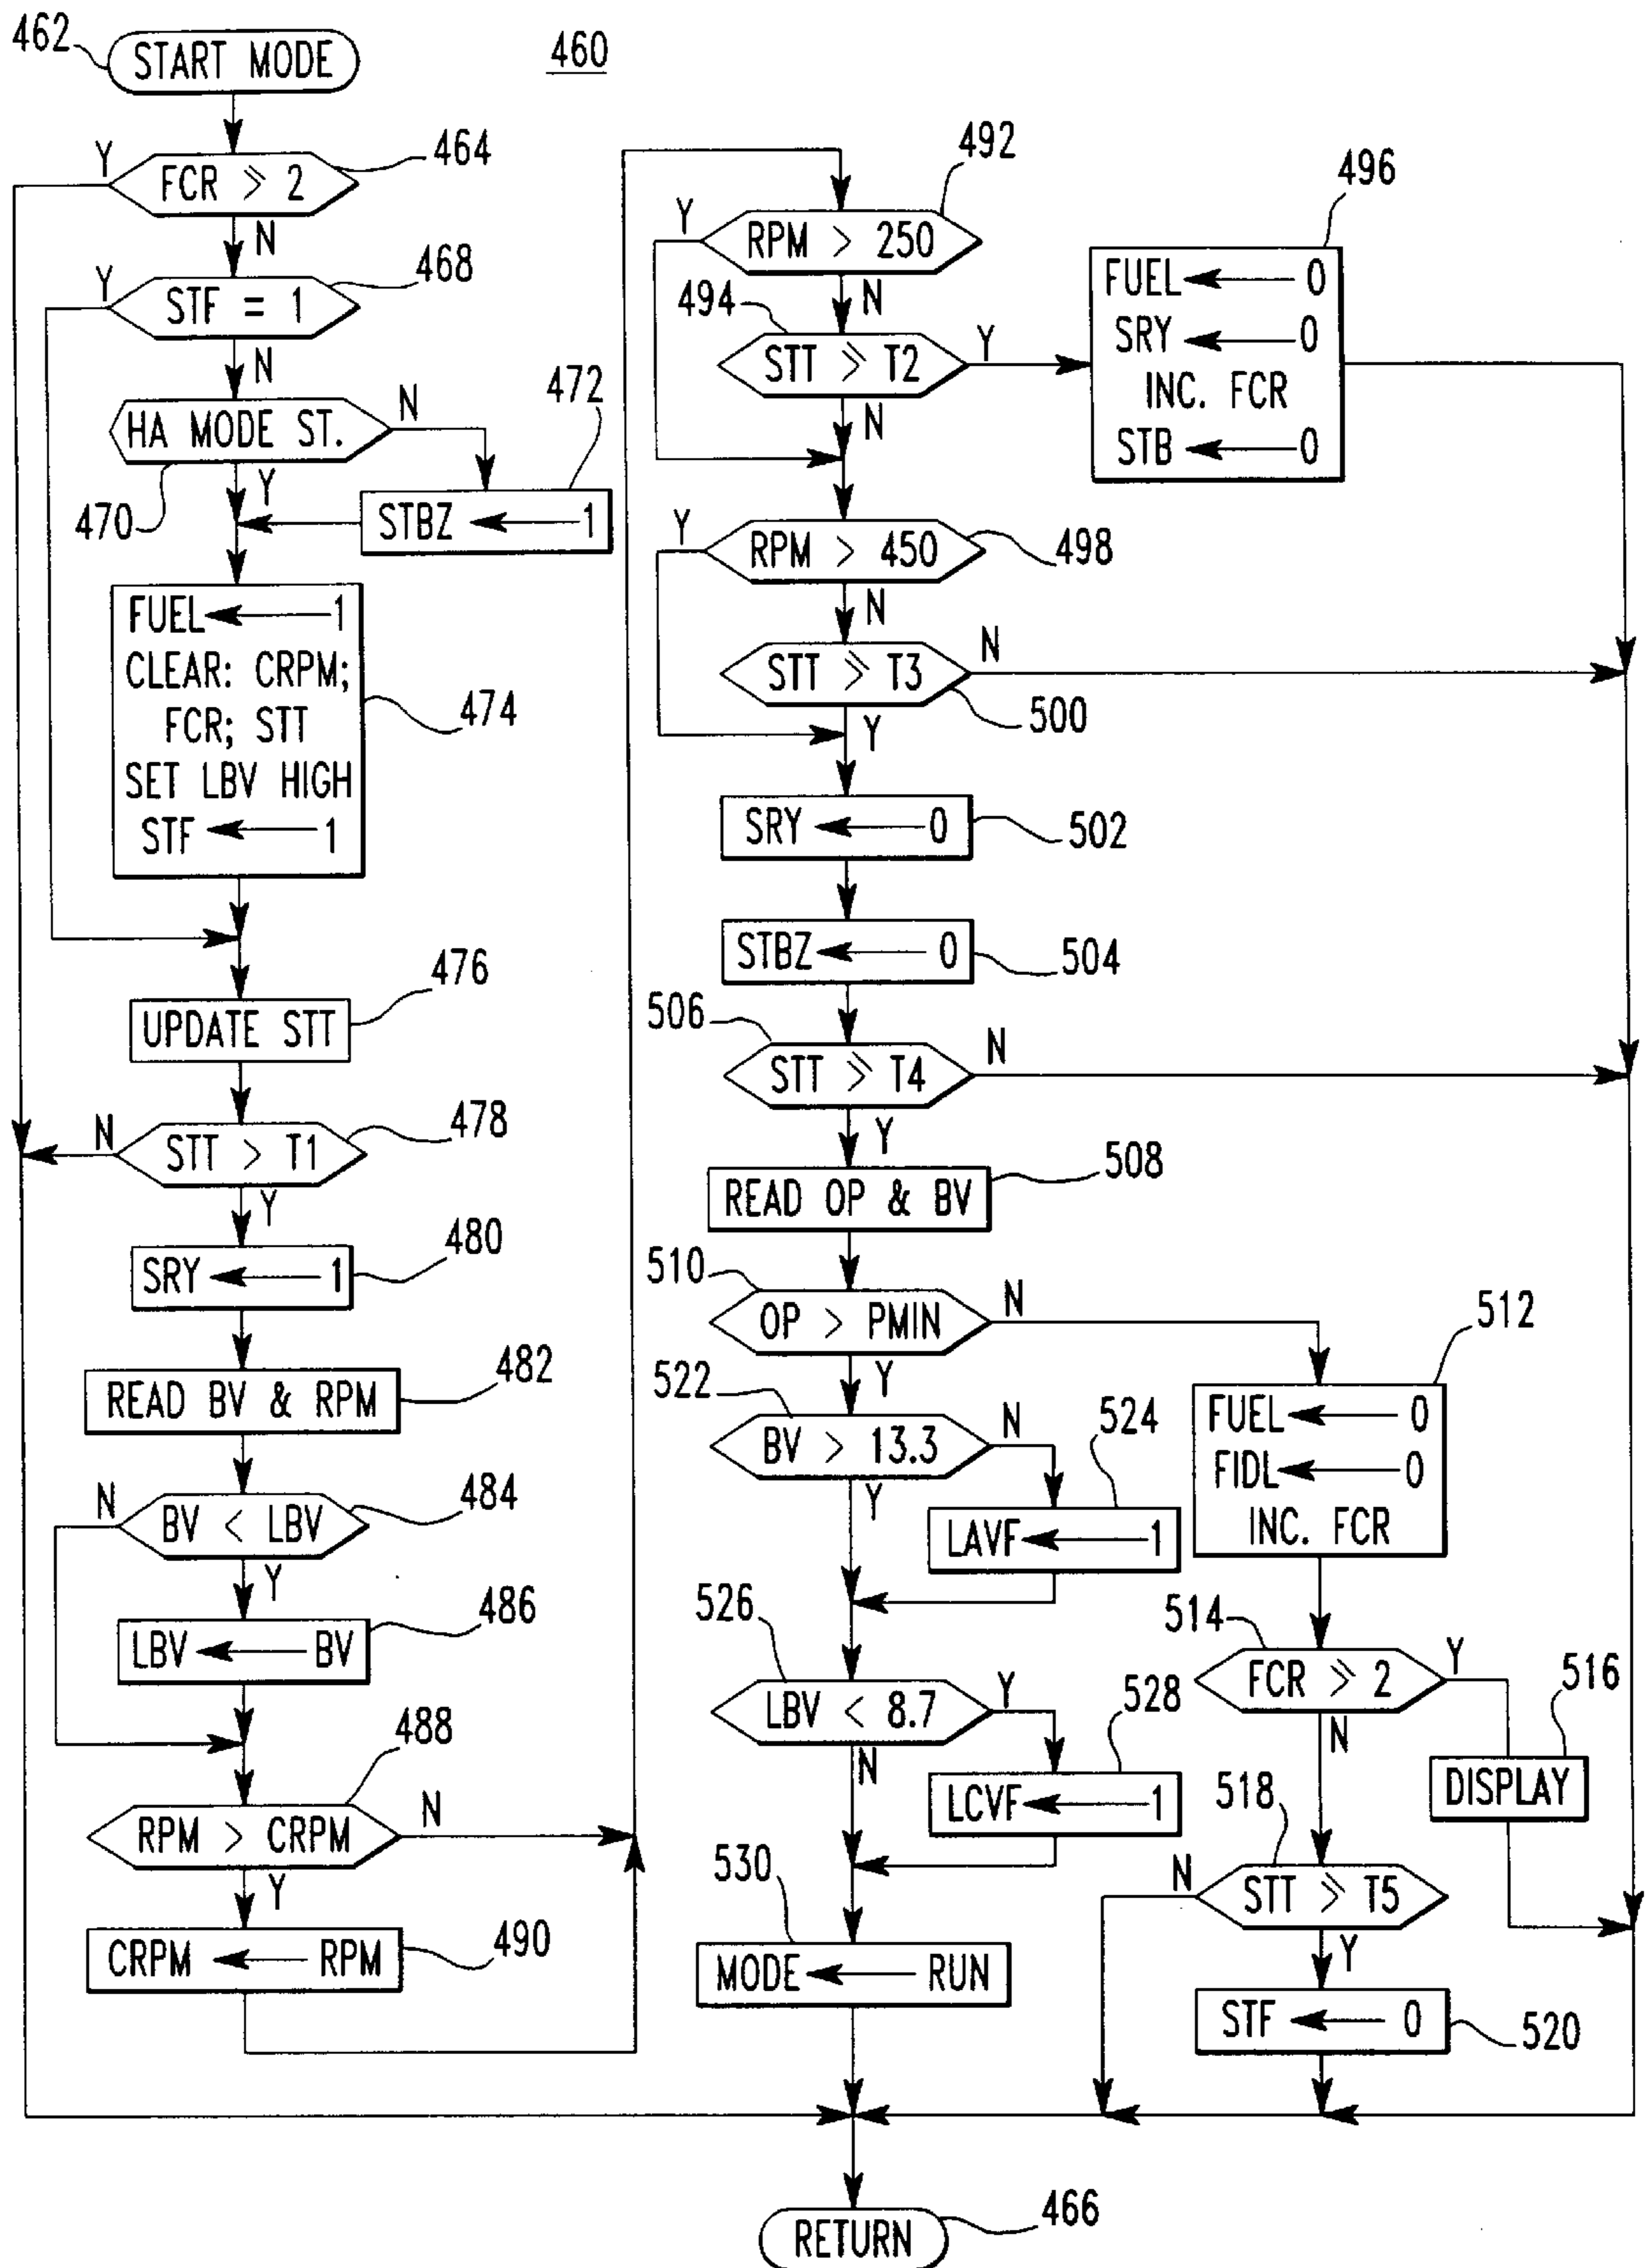 462
START MODE
460
Y
FCR ⩾ 2
464
N
Y
STF = 1
468
N
HA MODE ST.
N
472
470
Y
STBZ ← 1
FUEL ← 1
CLEAR: CRPM;
FCR; STT
SET LBV HIGH
STF ← 1
474
476
UPDATE STT
N
STT > T1
478
Y
480
SRY ← 1
READ BV & RPM
482
N
BV < LBV
484
Y
LBV ← BV
486
488
RPM > CRPM
N
Y
CRPM ← RPM
490
492
Y
RPM > 250
N
494
STT ⩾ T2
Y
N
496
FUEL ← 0
SRY ← 0
INC. FCR
STB ← 0
Y
RPM > 450
498
N
STT ⩾ T3
N
500
Y
SRY ← 0
502
STBZ ← 0
504
506
STT ⩾ T4
N
Y
508
READ OP & BV
510
OP > PMIN
N
Y
512
FUEL ← 0
FIDL ← 0
INC. FCR
522
BV > 13.3
N
Y
524
LAVF ← 1
514
FCR ⩾ 2
Y
N
516
DISPLAY
526
LBV < 8.7
Y
N
528
LCVF ← 1
518
N
STT ⩾ T5
Y
STF ← 0
520
530
MODE ← RUN
RETURN
466